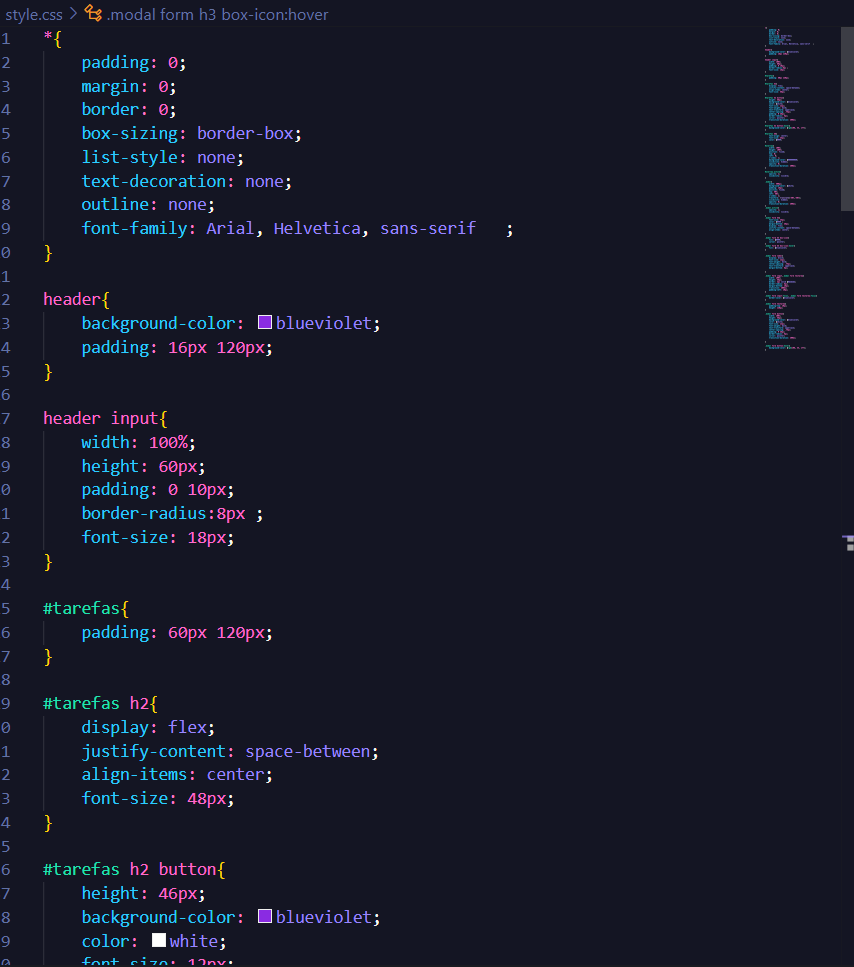 style.css > .modal form h3 box-icon:hover
1 *{
2 padding: 0;
3 margin: 0;
4 border: 0;
5 box-sizing: border-box;
6 list-style: none;
7 text-decoration: none;
8 outline: none;
9 font-family: Arial, Helvetica, sans-serif   ;
0 }
1
2 header{
3 background-color: blueviolet;
4 padding: 16px 120px;
5 }
6
7 header input{
8 width: 100%;
9 height: 60px;
0 padding: 0 10px;
1 border-radius:8px ;
2 font-size: 18px;
3 }
4
5 #tarefas{
6 padding: 60px 120px;
7 }
8
9 #tarefas h2{
0 display: flex;
1 justify-content: space-between;
2 align-items: center;
3 font-size: 48px;
4 }
5
6 #tarefas h2 button{
7 height: 46px;
8 background-color: blueviolet;
9 color: white;
0 font-size: 12px;